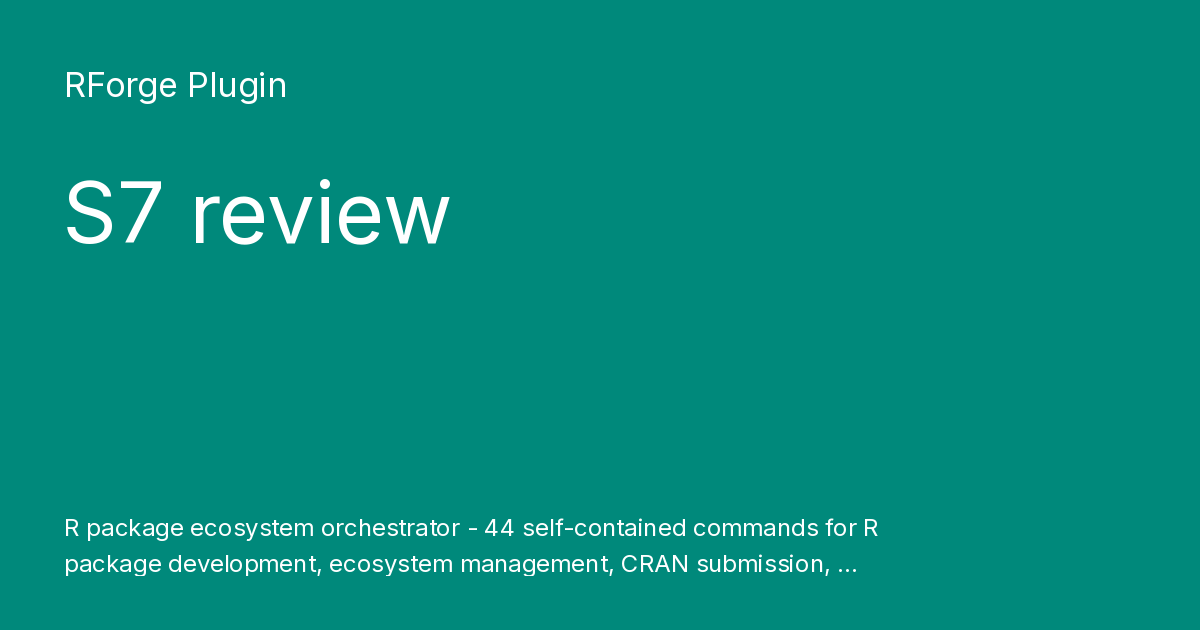 RForge Plugin
S7 review
R package ecosystem orchestrator - 44 self-contained commands for R
package development, ecosystem management, CRAN submission, ...